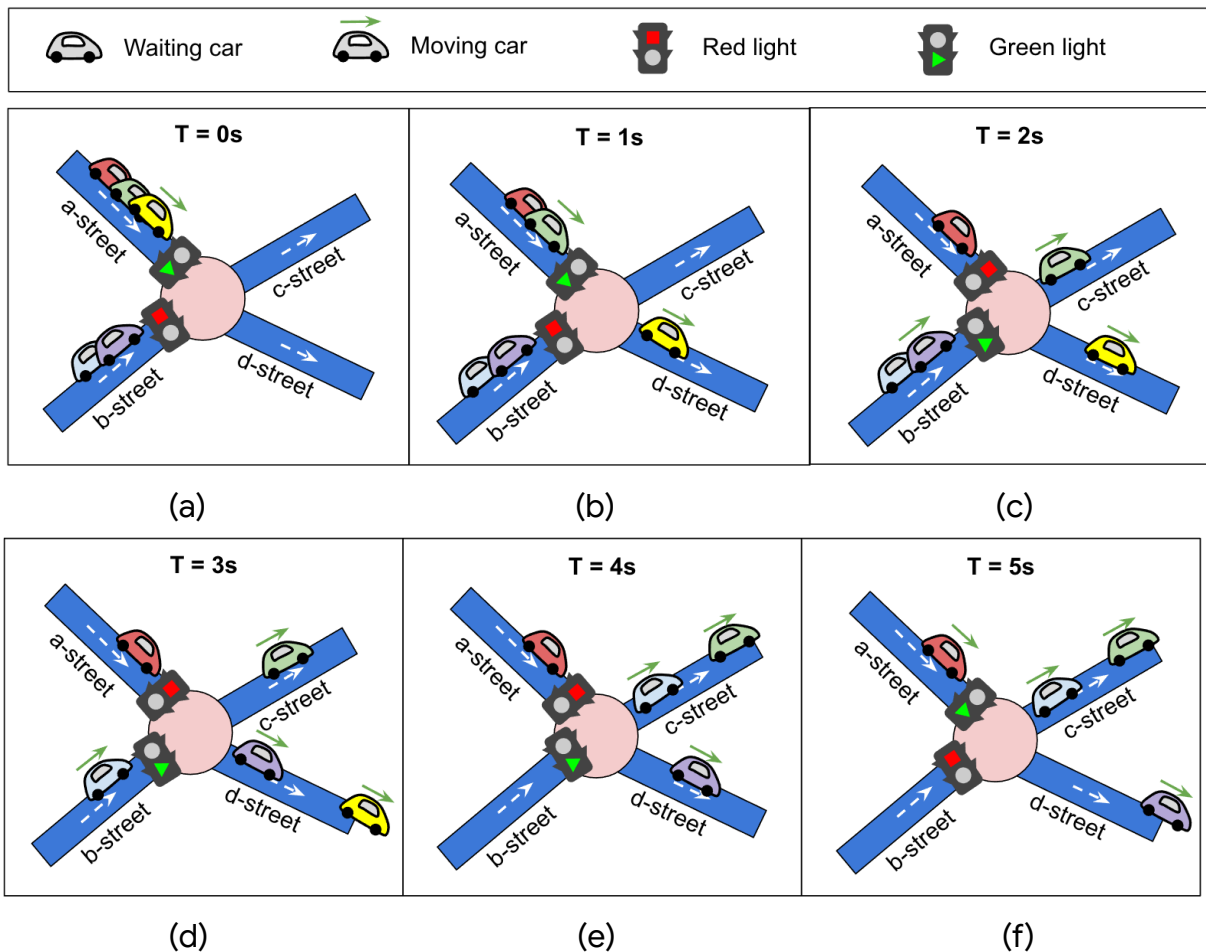 Waiting car
Moving car
Red light
Green light
T = 0s
a-street
b-street
c-street
d-street
T = 1s
a-street
b-street
c-street
d-street
T = 2s
a-street
b-street
c-street
d-street
(a)
(b)
(c)
T = 3s
a-street
b-street
c-street
d-street
T = 4s
a-street
b-street
c-street
d-street
T = 5s
a-street
b-street
c-street
d-street
(d)
(e)
(f)